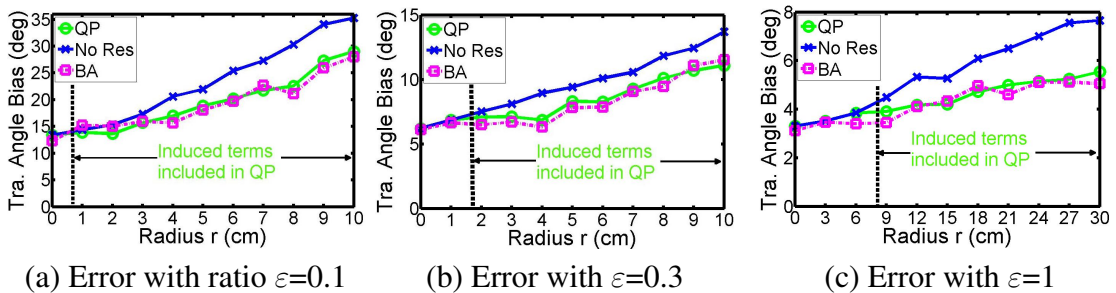 Tra. Angle Bias (deg)
35
30
25
20
15
10
5
0
QP
No Res
BA
Induced terms
included in QP
0 1 2 3 4 5 6 7 8 9 10
Radius r (cm)
(a) Error with ratio ε=0.1
Tra. Angle Bias (deg)
15
10
5
0
QP
No Res
BA
Induced terms
included in QP
0 1 2 3 4 5 6 7 8 9 10
Radius r (cm)
(b) Error with ε=0.3
Tra. Angle Bias (deg)
8
6
4
2
0
QP
No Res
BA
Induced terms
included in QP
0 3 6 9 12 15 18 21 24 27 30
Radius r (cm)
(c) Error with ε=1